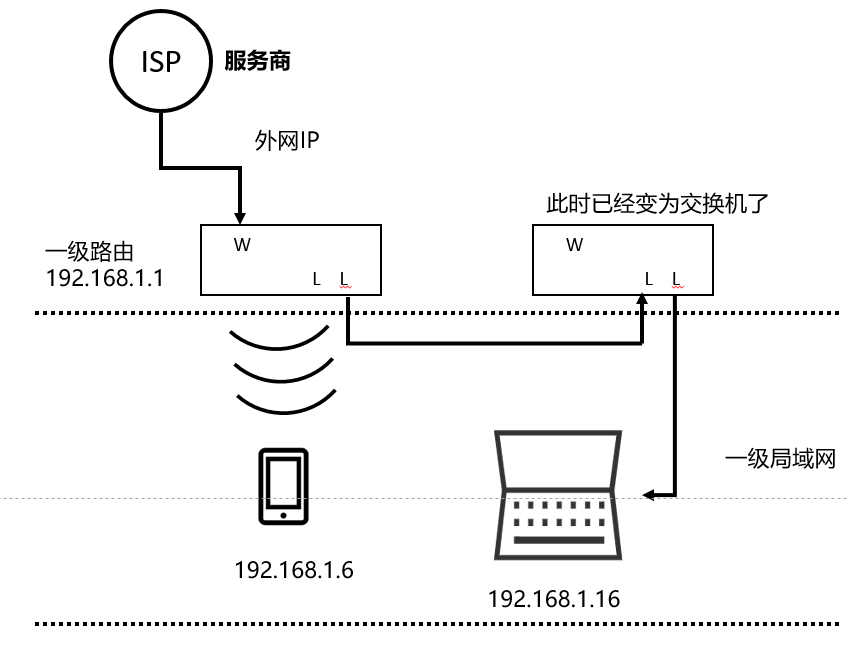 ISP
服务商
外网IP
此时已经变为交换机了
一级路由
192.168.1.1
W
L L
W
L L
一级局域网
192.168.1.6
192.168.1.16